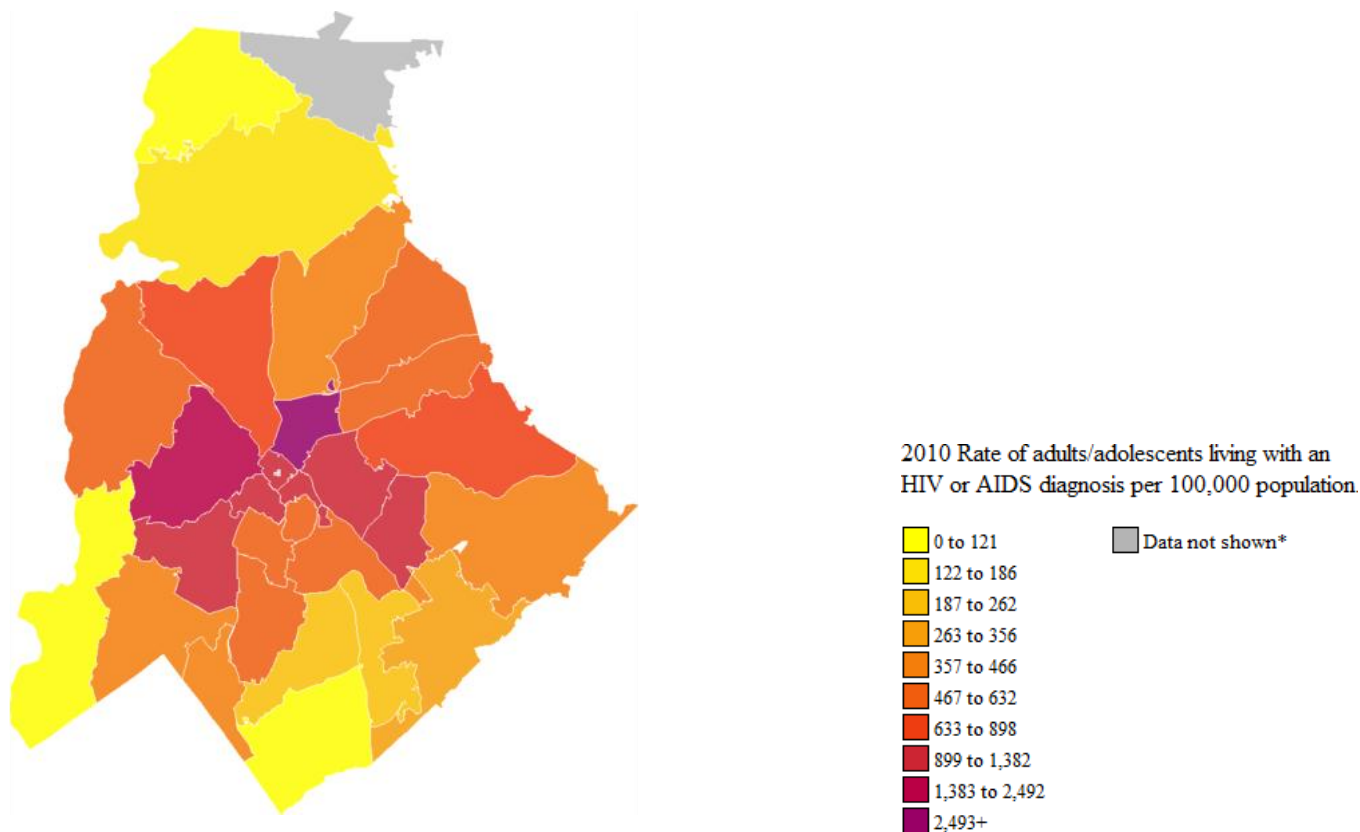 2010 Rate of adults/adolescents living with an
HIV or AIDS diagnosis per 100,000 population.
0 to 121
Data not shown*
122 to 186
187 to 262
263 to 356
357 to 466
467 to 632
633 to 898
899 to 1,382
1,383 to 2,492
2,493+